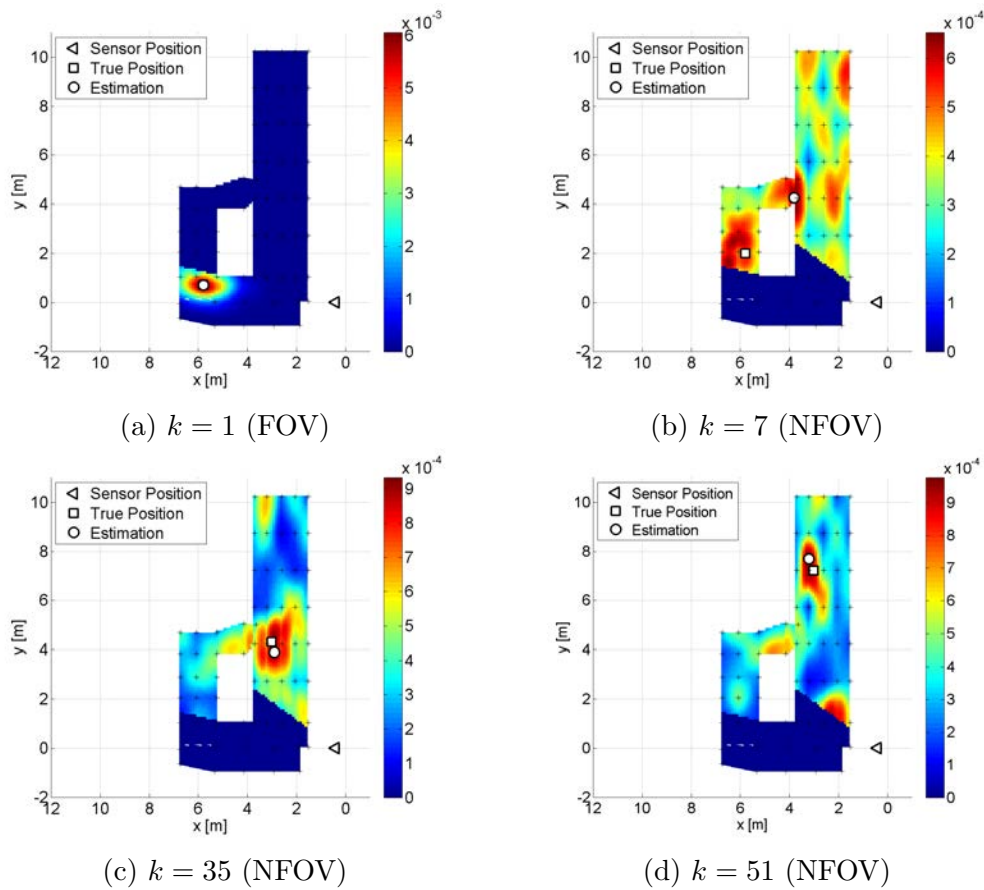 x 10^-3
10
8
6
4
2
0
-2
y [m]
12 10 8 6 4 2 0
x [m]
Sensor Position
True Position
Estimation
6
5
4
3
2
1
0
(a) k = 1 (FOV)
x 10^-4
10
8
6
4
2
0
-2
y [m]
12 10 8 6 4 2 0
x [m]
Sensor Position
True Position
Estimation
6
5
4
3
2
1
0
(b) k = 7 (NFOV)
x 10^-4
10
8
6
4
2
0
-2
y [m]
12 10 8 6 4 2 0
x [m]
Sensor Position
True Position
Estimation
9
8
7
6
5
4
3
2
1
0
(c) k = 35 (NFOV)
x 10^-4
10
8
6
4
2
0
-2
y [m]
12 10 8 6 4 2 0
x [m]
Sensor Position
True Position
Estimation
9
8
7
6
5
4
3
2
1
0
(d) k = 51 (NFOV)